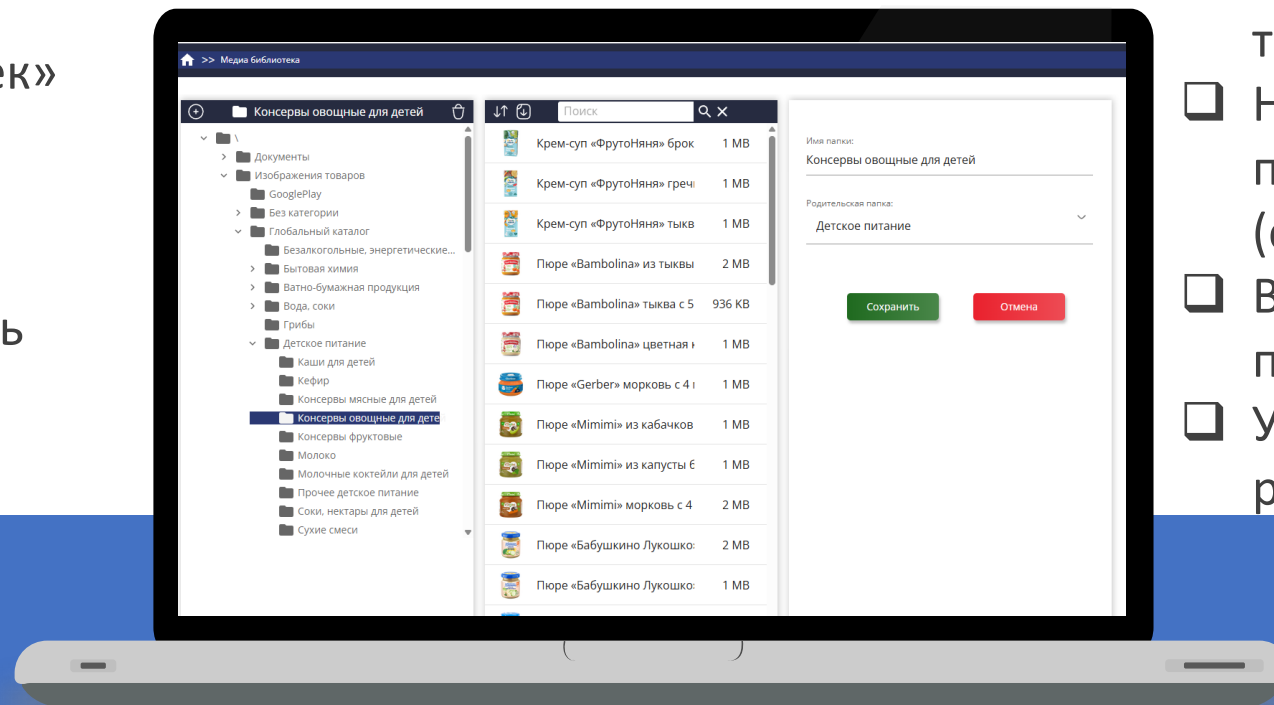 ек»
ь
>> Медиа библиотека
Консервы овощные для детей
\
Документы
Изображения товаров
GooglePlay
Без категории
Глобальный каталог
Безалкогольные, энергетические...
Бытовая химия
Ватно-бумажная продукция
Вода, соки
Грибы
Детское питание
Каши для детей
Кефир
Консервы мясные для детей
Консервы овощные для дете
Консервы фруктовые
Молоко
Молочные коктейли для детей
Прочее детское питание
Соки, нектары для детей
Сухие смеси
Поиск
Крем-суп «ФрутоНяня» брок 1 MB
Крем-суп «ФрутоНяня» греч 1 MB
Крем-суп «ФрутоНяня» тыкв 1 MB
Пюре «Bambolina» из тыквы 2 MB
Пюре «Bambolina» тыква с 5 936 KB
Пюре «Bambolina» цветная 1 MB
Пюре «Gerber» морковь с 4 1 MB
Пюре «Mimimi» из кабачков 1 MB
Пюре «Mimimi» из капусты б 1 MB
Пюре «Mimimi» морковь с 4 2 MB
Пюре «Бабушкино Лукошко 2 MB
Пюре «Бабушкино Лукошко 1 MB
Имя папки:
Консервы овощные для детей
Родительская папка:
Детское питание
Сохранить Отмена
т
Н
п
(
В
п
У
р